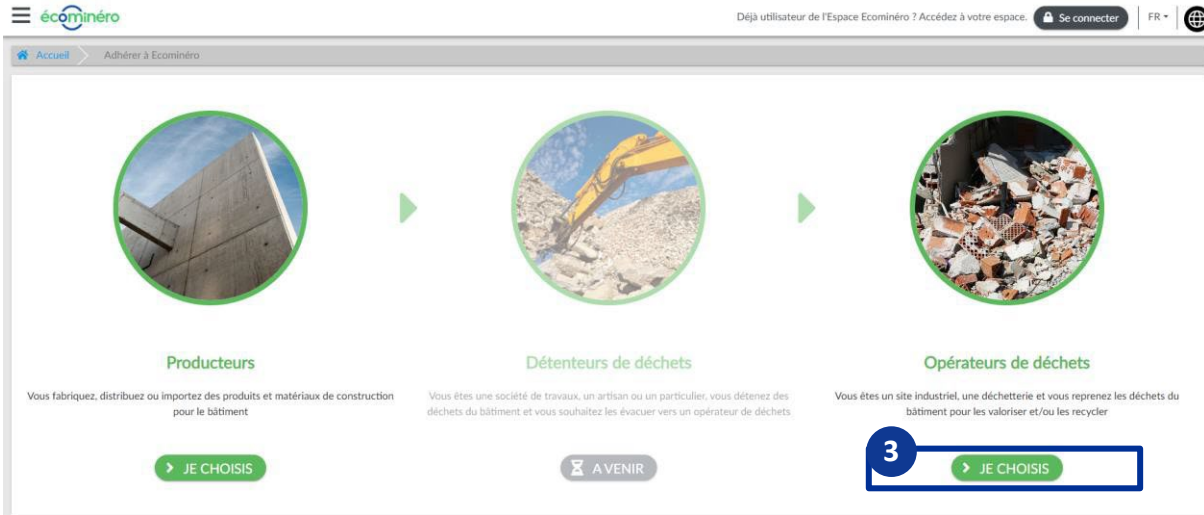 écominéro
Déjà utilisateur de l'Espace Ecominéro ? Accédez à votre espace.
Se connecter
FR
Accueil
Adhérer à Ecominéro
Producteurs
Vous fabriquez, distribuez ou importez des produits et matériaux de construction
pour le bâtiment
JE CHOISIS
Détenteurs de déchets
Vous êtes une société de travaux, un artisan ou un particulier, vous détenez des
déchets du bâtiment et vous souhaitez les évacuer vers un opérateur de déchets
A VENIR
Opérateurs de déchets
Vous êtes un site industriel, une déchetterie et vous reprenez les déchets du
bâtiment pour les valoriser et/ou les recycler
3
JE CHOISIS